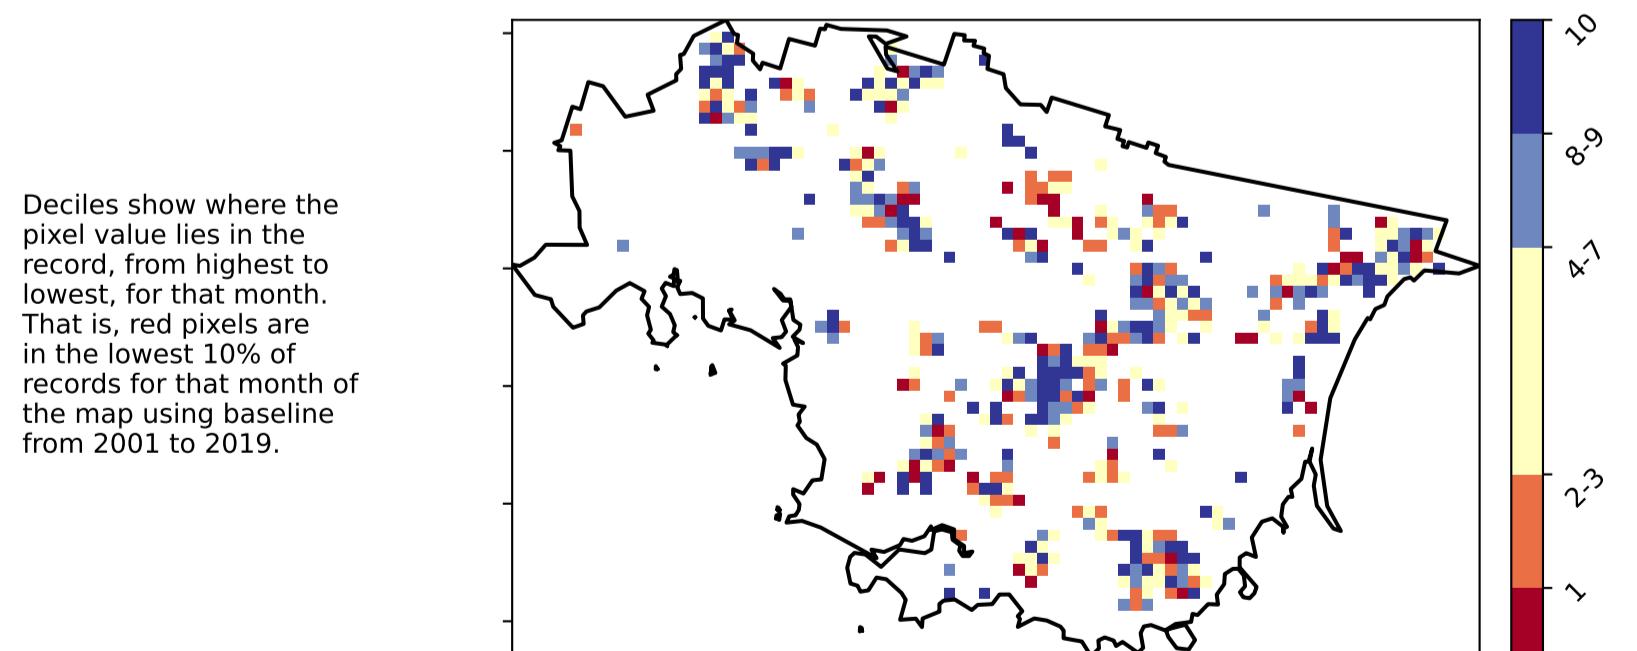 Deciles show where the
pixel value lies in the
record, from highest to
lowest, for that month.
That is, red pixels are
in the lowest 10% of
records for that month of
the map using baseline
from 2001 to 2019.
10
8-9
4-7
2-3
1